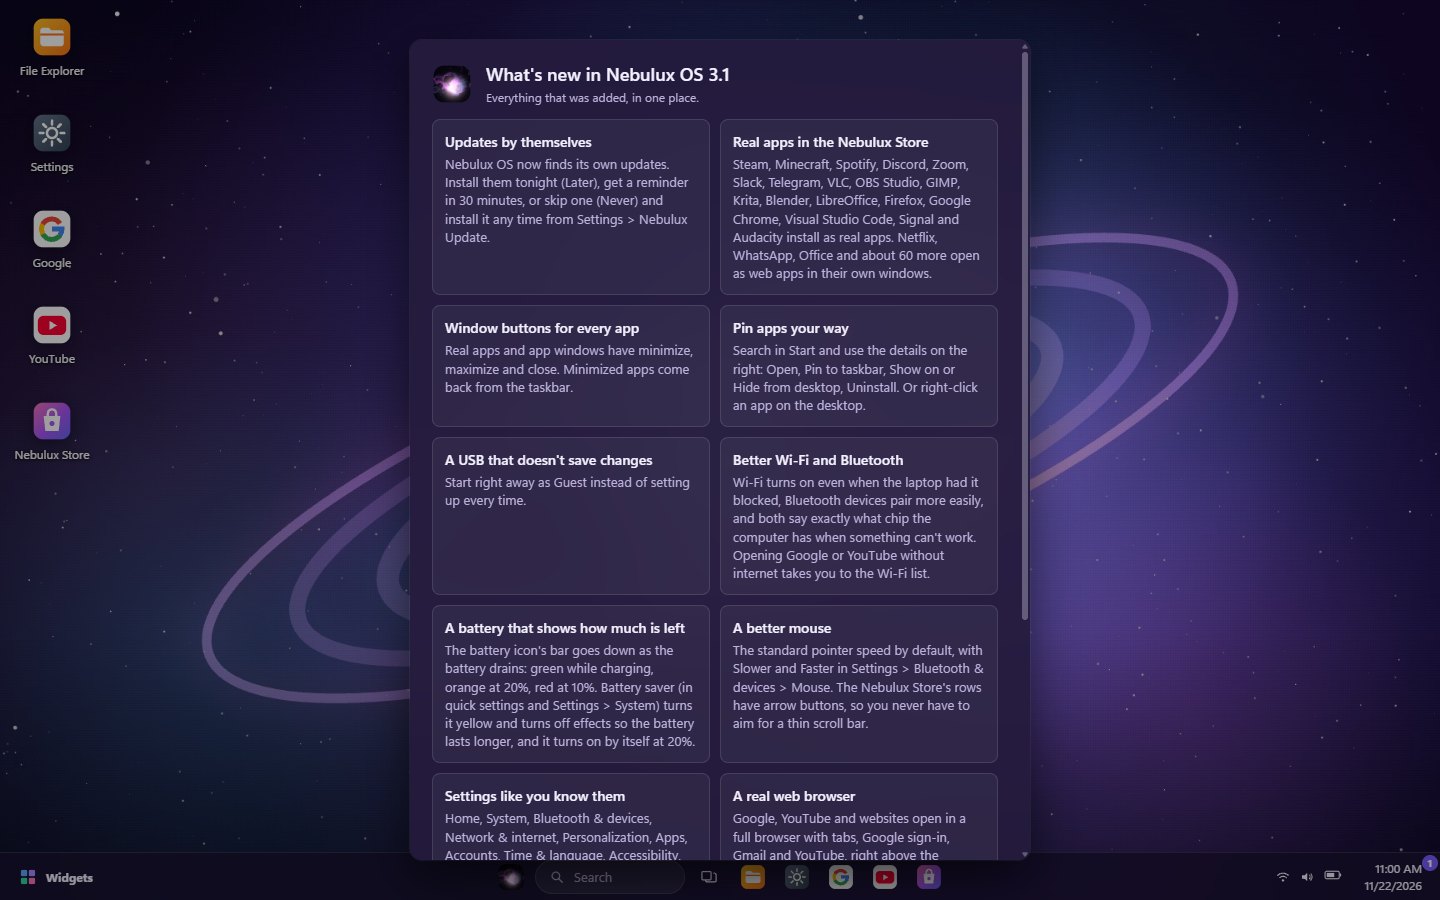 File Explorer
Settings
Google
YouTube
Nebulux Store
What's new in Nebulux OS 3.1
Everything that was added, in one place.
Updates by themselves
Nebulux OS now finds its own updates.
Install them tonight (Later), get a reminder
in 30 minutes, or skip one (Never) and
install it any time from Settings > Nebulux
Update.
Real apps in the Nebulux Store
Steam, Minecraft, Spotify, Discord, Zoom,
Slack, Telegram, VLC, OBS Studio, GIMP,
Krita, Blender, LibreOffice, Firefox, Google
Chrome, Visual Studio Code, Signal and
Audacity install as real apps. Netflix,
WhatsApp, Office and about 60 more open
as web apps in their own windows.
Window buttons for every app
Real apps and app windows have minimize,
maximize and close. Minimized apps come
back from the taskbar.
Pin apps your way
Search in Start and use the details on the
right: Open, Pin to taskbar, Show on or
Hide from desktop, Uninstall. Or right-click
an app on the desktop.
A USB that doesn't save changes
Start right away as Guest instead of setting
up every time.
Better Wi-Fi and Bluetooth
Wi-Fi turns on even when the laptop had it
blocked, Bluetooth devices pair more easily,
and both say exactly what chip the
computer has when something can't work.
Opening Google or YouTube without
internet takes you to the Wi-Fi list.
A battery that shows how much is left
The battery icon's bar goes down as the
battery drains: green while charging,
orange at 20%, red at 10%. Battery saver (in
quick settings and Settings > System) turns
it yellow and turns off effects so the battery
lasts longer, and it turns on by itself at 20%.
A better mouse
The standard pointer speed by default, with
Slower and Faster in Settings > Bluetooth &
devices > Mouse. The Nebulux Store's rows
have arrow buttons, so you never have to
aim for a thin scroll bar.
Settings like you know them
Home, System, Bluetooth & devices,
Network & internet, Personalization, Apps,
Accounts, Time & language, Accessibility,
A real web browser
Google, YouTube and websites open in a
full browser with tabs, Google sign-in,
Gmail and YouTube, right above the
Widgets
Search
11:00 AM
1
11/22/2026